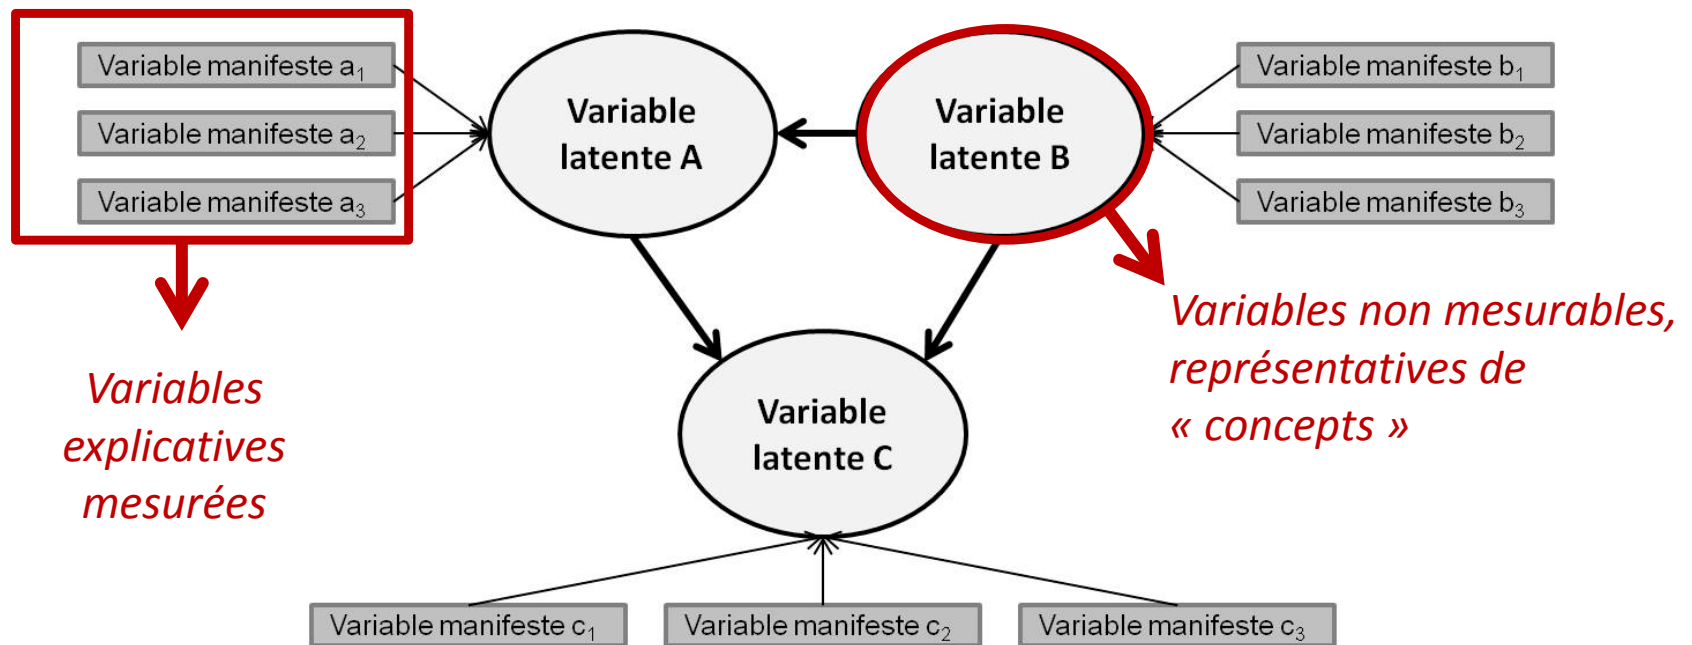 Variable manifeste a₁
Variable manifeste a₂
Variable manifeste a₃
Variable
latente A
Variable
latente B
Variable manifeste b₁
Variable manifeste b₂
Variable manifeste b₃
Variables
explicatives
mesurées
Variables non mesurables,
représentatives de
« concepts »
Variable
latente C
Variable manifeste c₁
Variable manifeste c₂
Variable manifeste c₃